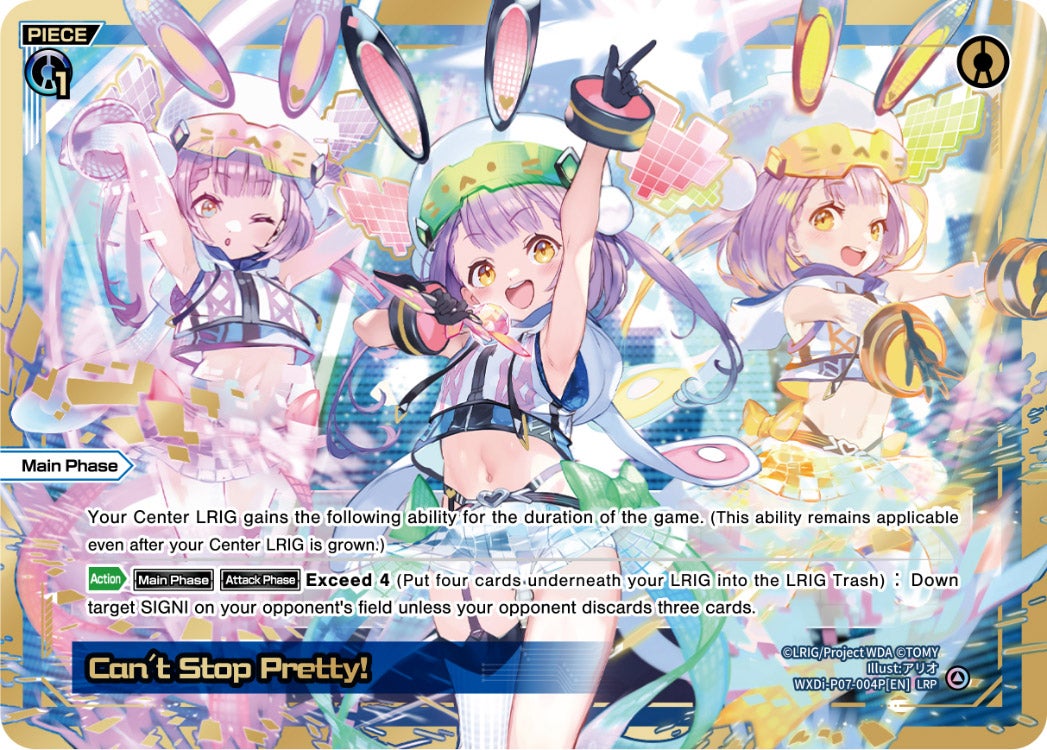 PIECE
1
Main Phase
Your Center LRIG gains the following ability for the duration of the game. (This ability remains applicable
even after your Center LRIG is grown.)
Action Main Phase Attack Phase Exceed 4 (Put four cards underneath your LRIG into the LRIG Trash) : Down
target SIGNI on your opponent's field unless your opponent discards three cards.
Can´t Stop Pretty!
©LRIG/Project WDA ©TOMY
Illust:アリオ
WXDi-P07-004P[EN] LRP